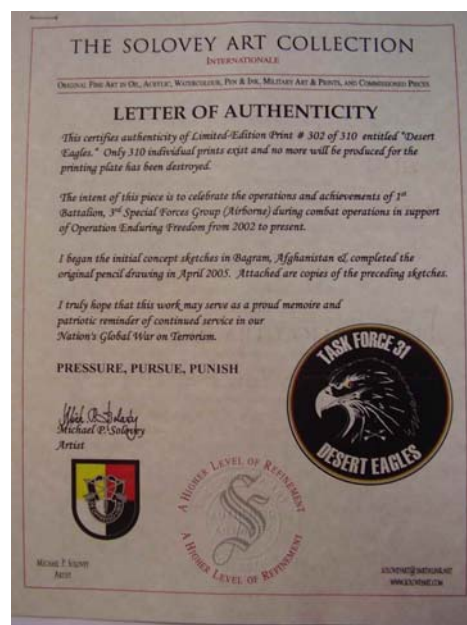 THE SOLOVEY ART COLLECTION
INTERNATIONALE
ORIGINAL FINE ART IN OIL, ACRYLIC, WATERCOLOUR, PEN & INK, MILITARY ART & PRINTS, AND COMMISSIONED PIECES
LETTER OF AUTHENTICITY
This certifies authenticity of Limited-Edition Print # 302 of 310 entitled "Desert
Eagles." Only 310 individual prints exist and no more will be produced for the
printing plate has been destroyed.
The intent of this piece is to celebrate the operations and achievements of 1st
Battalion, 3rd Special Forces Group (Airborne) during combat operations in support
of Operation Enduring Freedom from 2002 to present.
I began the initial concept sketches in Bagram, Afghanistan & completed the
original pencil drawing in April 2005. Attached are copies of the preceding sketches.
I truly hope that this work may serve as a proud memoire and
patriotic reminder of continued service in our
Nation's Global War on Terrorism.
PRESSURE, PURSUE, PUNISH
TASK FORCE 31
DESERT EAGLES
Michael P. Solovey
Artist
A HIGHER LEVEL OF REFINEMENT
S
A HIGHER LEVEL OF REFINEMENT
MICHAEL P. SOLOVEY
ARTIST
SOLOVEYART@EARTHLINK.NET
WWW.SOLOVEYART.COM